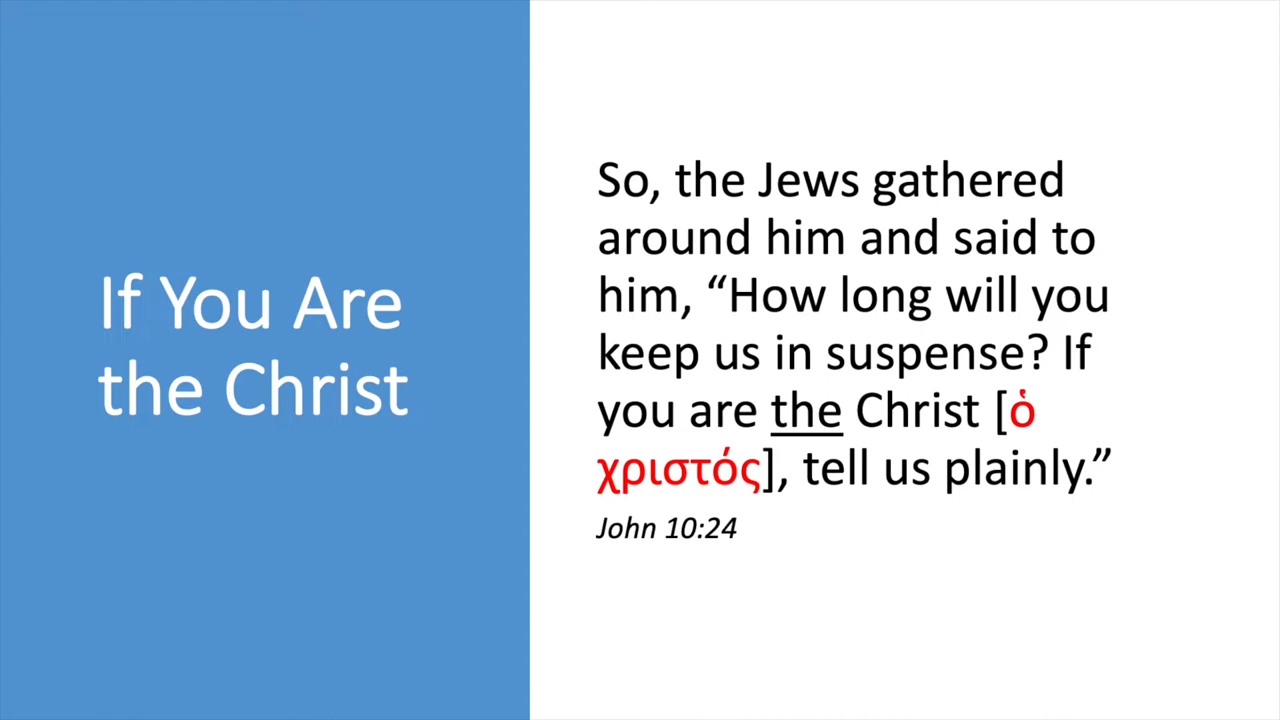 If You Are
the Christ
So, the Jews gathered
around him and said to
him, “How long will you
keep us in suspense? If
you are the Christ [ὁ
χριστός], tell us plainly.”
John 10:24